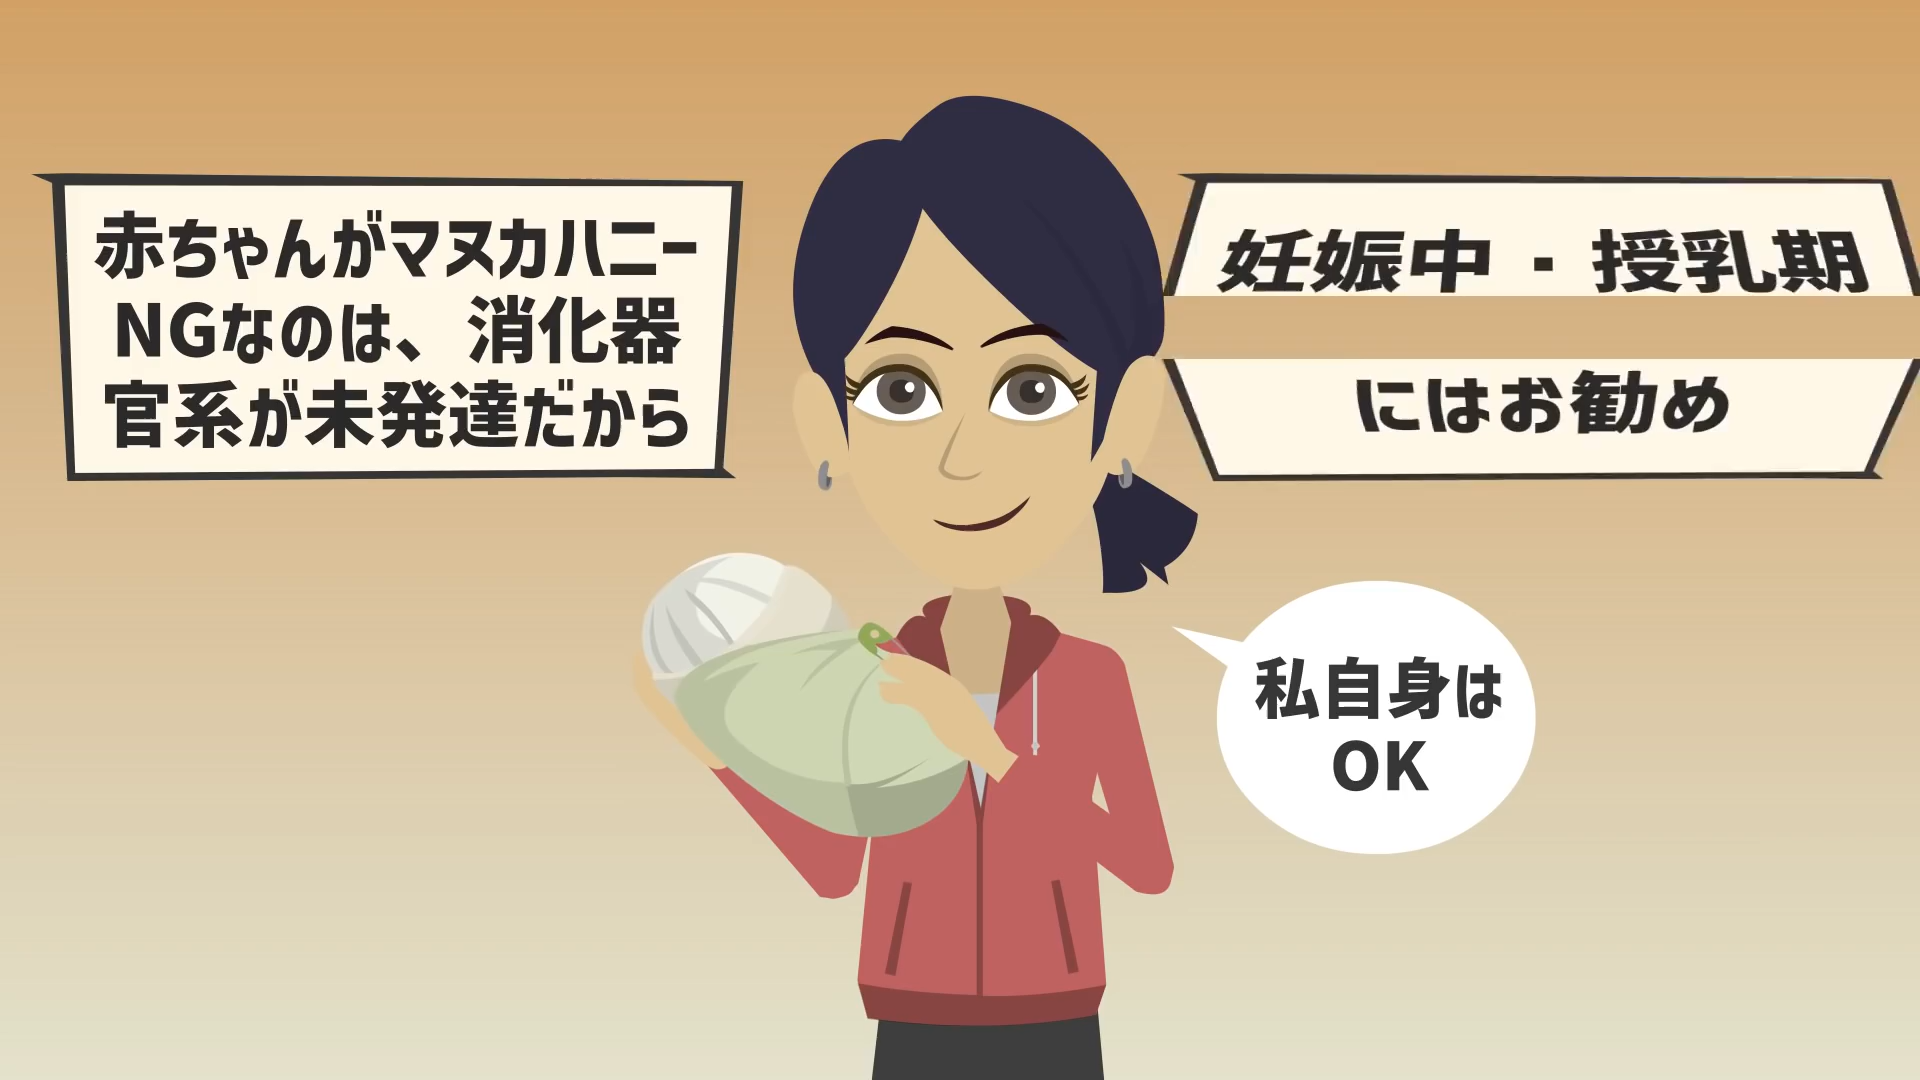 赤ちゃんがマヌカハニー
NGなのは、消化器
官系が未発達だから
妊娠中・授乳期
にはお勧め
私自身は
OK